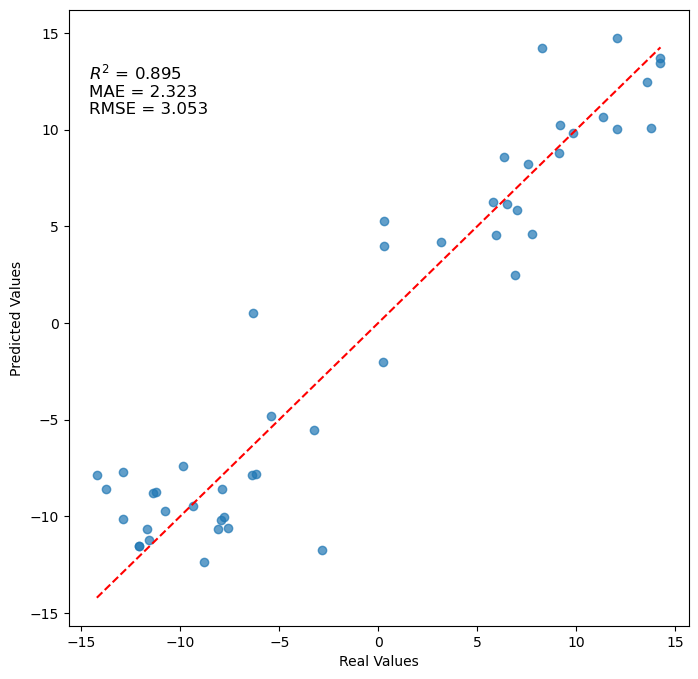 R² = 0.895
MAE = 2.323
RMSE = 3.053
Predicted Values
15
10
5
0
−5
−10
−15
−15 −10 −5 0 5 10 15
Real Values